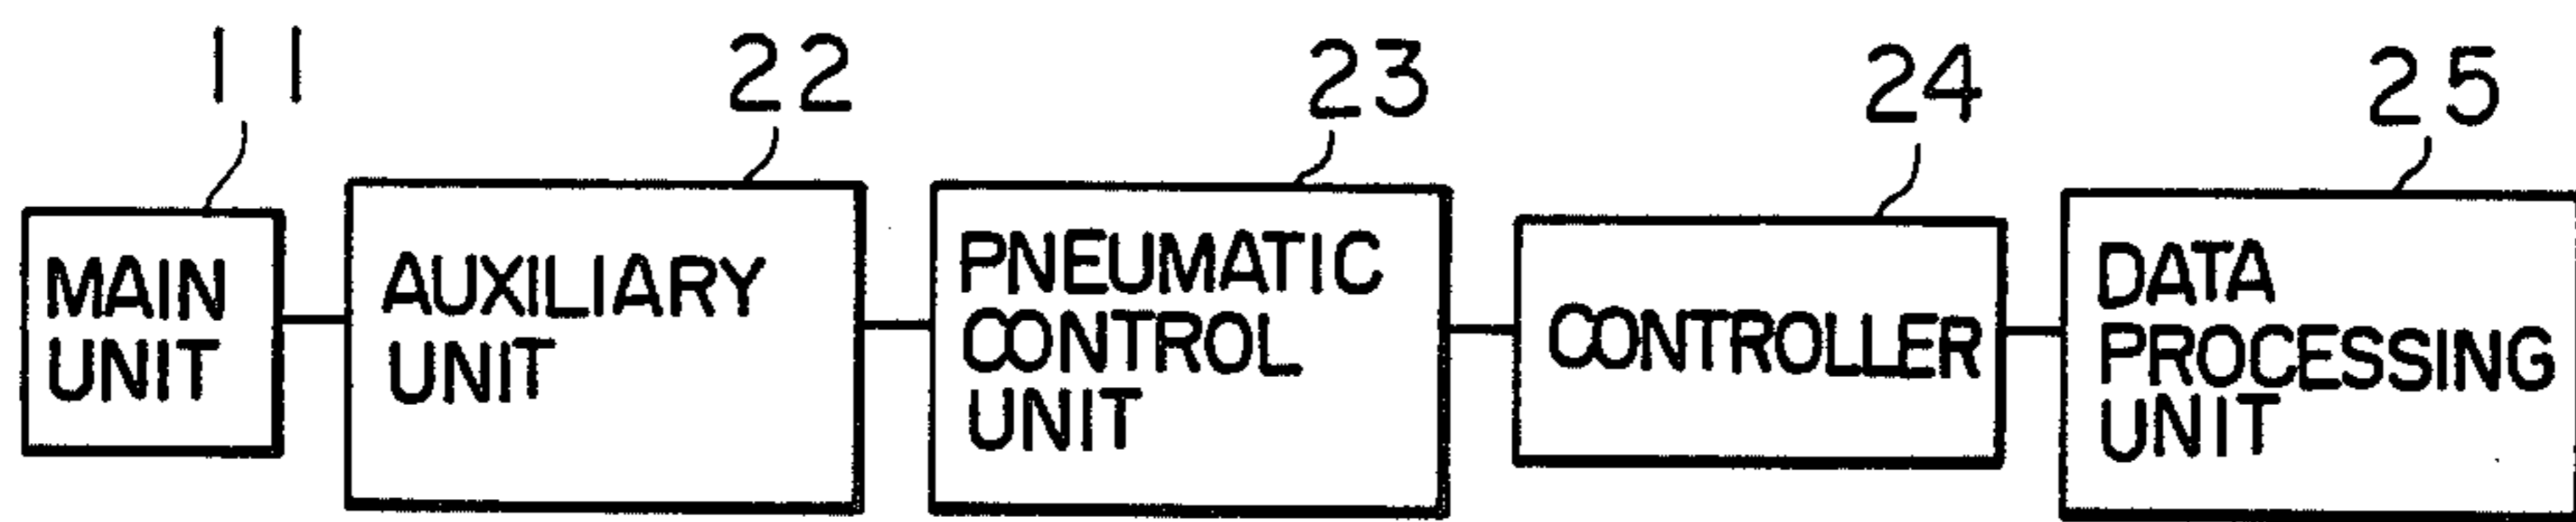 11 22 23 24 25
MAIN
UNIT
AUXILIARY
UNIT
PNEUMATIC
CONTROL
UNIT
CONTROLLER
DATA
PROCESSING
UNIT